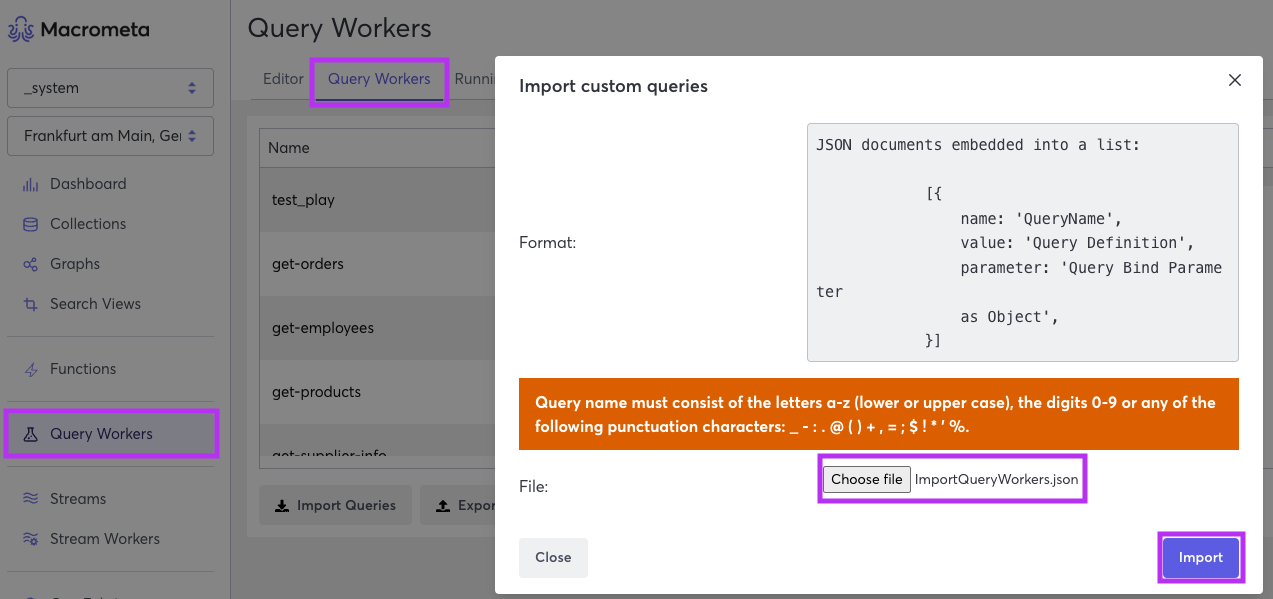 Macrometa
_system
Frankfurt am Main, Ger
Dashboard
Collections
Graphs
Search Views
Functions
Query Workers
Streams
Stream Workers
Query Workers
Editor
Query Workers
Runni
Name
test_play
get-orders
get-employees
get-products
get-supplier-info
Import Queries
Expor
Import custom queries
Format:
JSON documents embedded into a list:
[{
name: 'QueryName',
value: 'Query Definition',
parameter: 'Query Bind Parame
ter
as Object',
}]
Query name must consist of the letters a-z (lower or upper case), the digits 0-9 or any of the
following punctuation characters: _ - : . @ ( ) + , = ; $ ! * ' %.
File:
Choose file ImportQueryWorkers.json
Close
Import